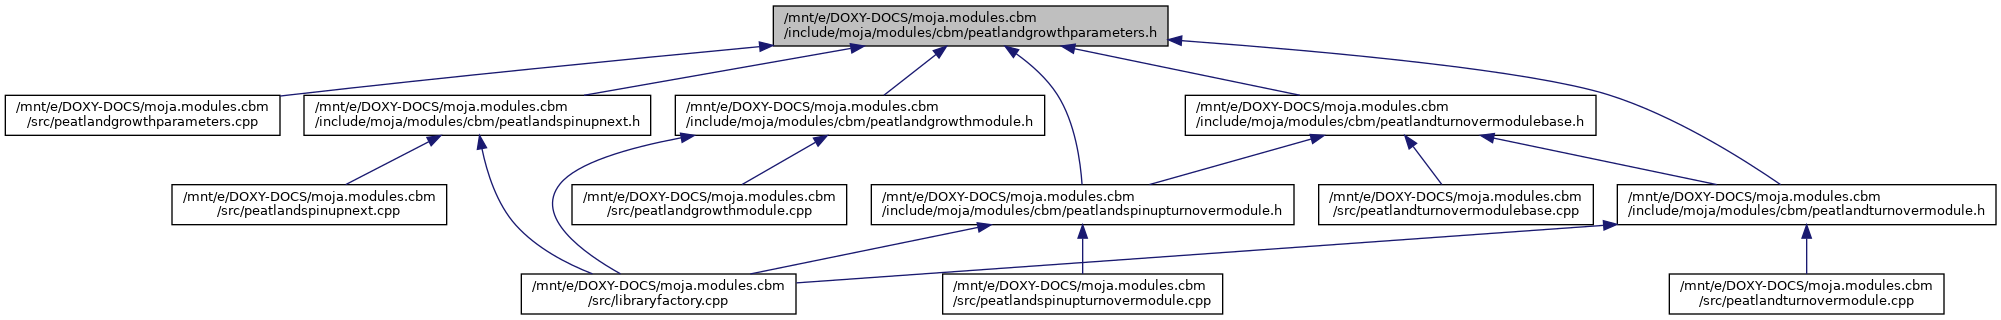 /mnt/e/DOXY-DOCS/moja.modules.cbm
/include/moja/modules/cbm/peatlandgrowthparameters.h
/mnt/e/DOXY-DOCS/moja.modules.cbm
/src/peatlandgrowthparameters.cpp
/mnt/e/DOXY-DOCS/moja.modules.cbm
/include/moja/modules/cbm/peatlandspinupnext.h
/mnt/e/DOXY-DOCS/moja.modules.cbm
/include/moja/modules/cbm/peatlandgrowthmodule.h
/mnt/e/DOXY-DOCS/moja.modules.cbm
/include/moja/modules/cbm/peatlandturnovermodulebase.h
/mnt/e/DOXY-DOCS/moja.modules.cbm
/src/peatlandspinupnext.cpp
/mnt/e/DOXY-DOCS/moja.modules.cbm
/src/peatlandgrowthmodule.cpp
/mnt/e/DOXY-DOCS/moja.modules.cbm
/include/moja/modules/cbm/peatlandspinupturnovermodule.h
/mnt/e/DOXY-DOCS/moja.modules.cbm
/src/peatlandturnovermodulebase.cpp
/mnt/e/DOXY-DOCS/moja.modules.cbm
/include/moja/modules/cbm/peatlandturnovermodule.h
/mnt/e/DOXY-DOCS/moja.modules.cbm
/src/libraryfactory.cpp
/mnt/e/DOXY-DOCS/moja.modules.cbm
/src/peatlandspinupturnovermodule.cpp
/mnt/e/DOXY-DOCS/moja.modules.cbm
/src/peatlandturnovermodule.cpp